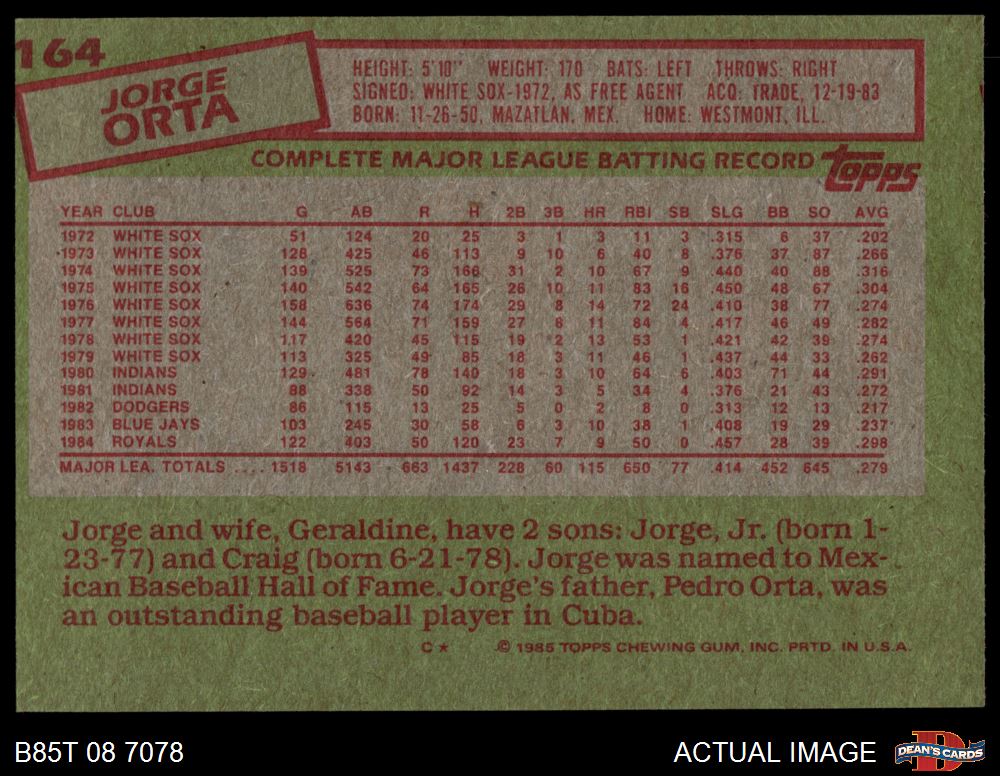 164
JORGE
ORTA
HEIGHT: 5'10" WEIGHT: 170 BATS: LEFT THROWS: RIGHT
SIGNED: WHITE SOX-1972, AS FREE AGENT ACQ. TRADE, 12-19-83
BORN: 11-26-50, MAZATLAN, MEX. HOME: WESTMONT, ILL.
COMPLETE MAJOR LEAGUE BATTING RECORD topps
YEAR CLUB G AB R H 2B 3B HR RBI SB SLG BB SO AVG
1972 WHITE SOX 51 124 20 25 3 1 3 11 3 .315 6 37 .202
1973 WHITE SOX 128 425 46 113 9 10 6 40 8 .376 37 87 .266
1974 WHITE SOX 139 525 73 166 31 2 10 67 9 .440 40 88 .316
1975 WHITE SOX 140 542 64 165 26 10 11 83 16 .450 48 67 .304
1976 WHITE SOX 158 636 74 174 29 8 14 72 24 .410 38 77 .274
1977 WHITE SOX 144 564 71 159 27 8 11 84 4 .417 46 49 .282
1978 WHITE SOX 117 420 45 115 19 2 13 53 1 .421 42 39 .274
1979 WHITE SOX 113 325 49 85 18 3 11 46 1 .437 44 33 .262
1980 INDIANS 129 481 78 140 18 3 10 64 6 .403 71 44 .291
1981 INDIANS 88 338 50 92 14 3 5 34 4 .376 21 43 .272
1982 DODGERS 86 115 13 25 5 0 2 8 0 .313 12 13 .217
1983 BLUE JAYS 103 245 30 58 6 3 10 38 1 .408 19 29 .237
1984 ROYALS 122 403 50 120 23 7 9 50 0 .457 28 39 .298
MAJOR LEA. TOTALS .... 1518 5143 663 1437 228 60 115 650 77 .414 452 645 .279
Jorge and wife, Geraldine, have 2 sons: Jorge, Jr. (born 1-
23-77) and Craig (born 6-21-78). Jorge was named to Mex-
ican Baseball Hall of Fame. Jorge's father, Pedro Orta, was
an outstanding baseball player in Cuba.
C★ © 1985 TOPPS CHEWING GUM, INC. PRTD. IN U.S.A.
B85T 08 7078
ACTUAL IMAGE
DEAN'S CARDS